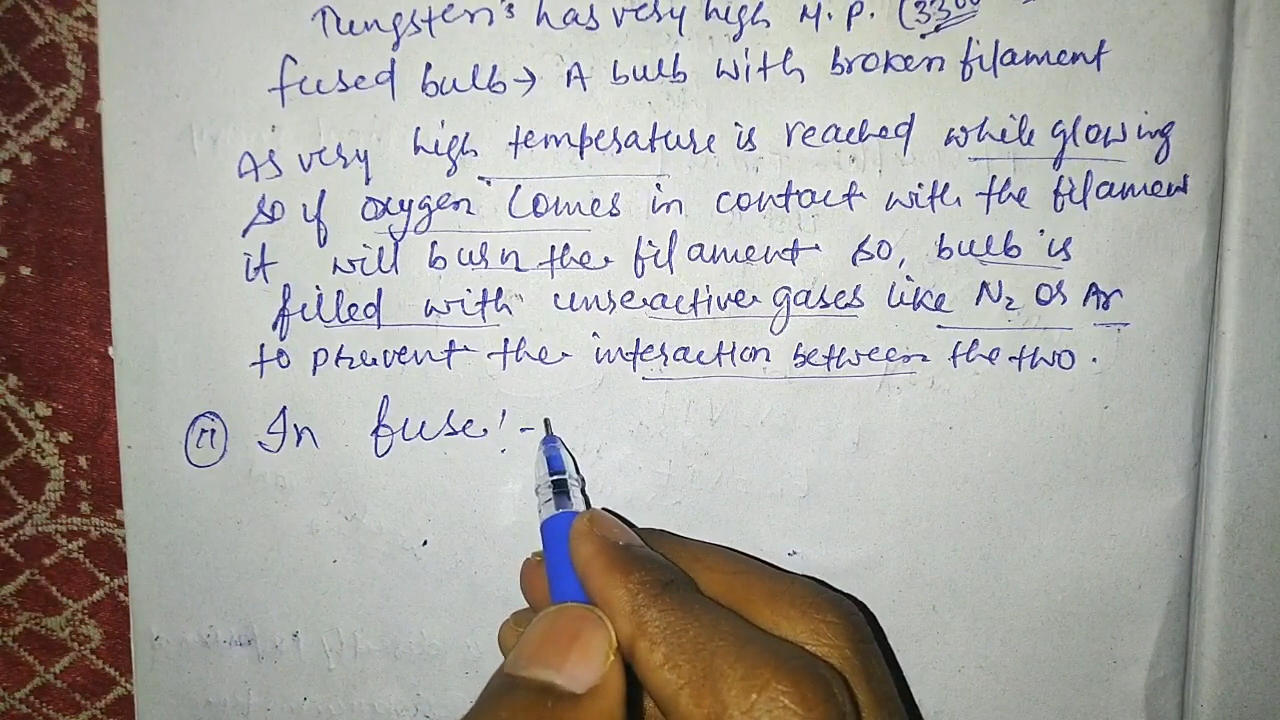 Tungsten's has very high M.P. (3300
fused bulb → A bulb with broken filament
As very high temperature is reached while glowing
so if oxygen comes in contact with the filament
it will burn the filament so, bulb is
filled with unreactive gases like N₂ or Ar
to prevent the interaction between the two.
(ii) In fuse:-